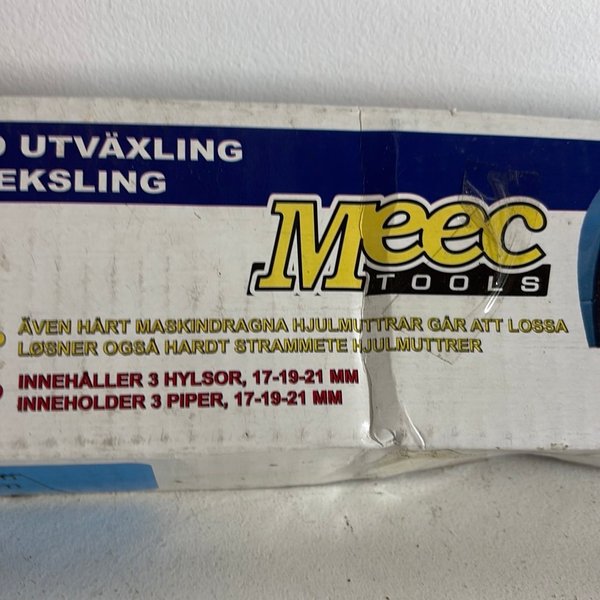 UTVÄXLING
EKSLING
Meec
TOOLS
ÄVEN HÅRT MASKINDRAGNA HJULMUTTRAR GÅR ATT LOSSA
LØSNER OGSÅ HARDT STRAMMETE HJULMUTTRER
INNEHÅLLER 3 HYLSOR, 17-19-21 MM
INNEHOLDER 3 PIPER, 17-19-21 MM